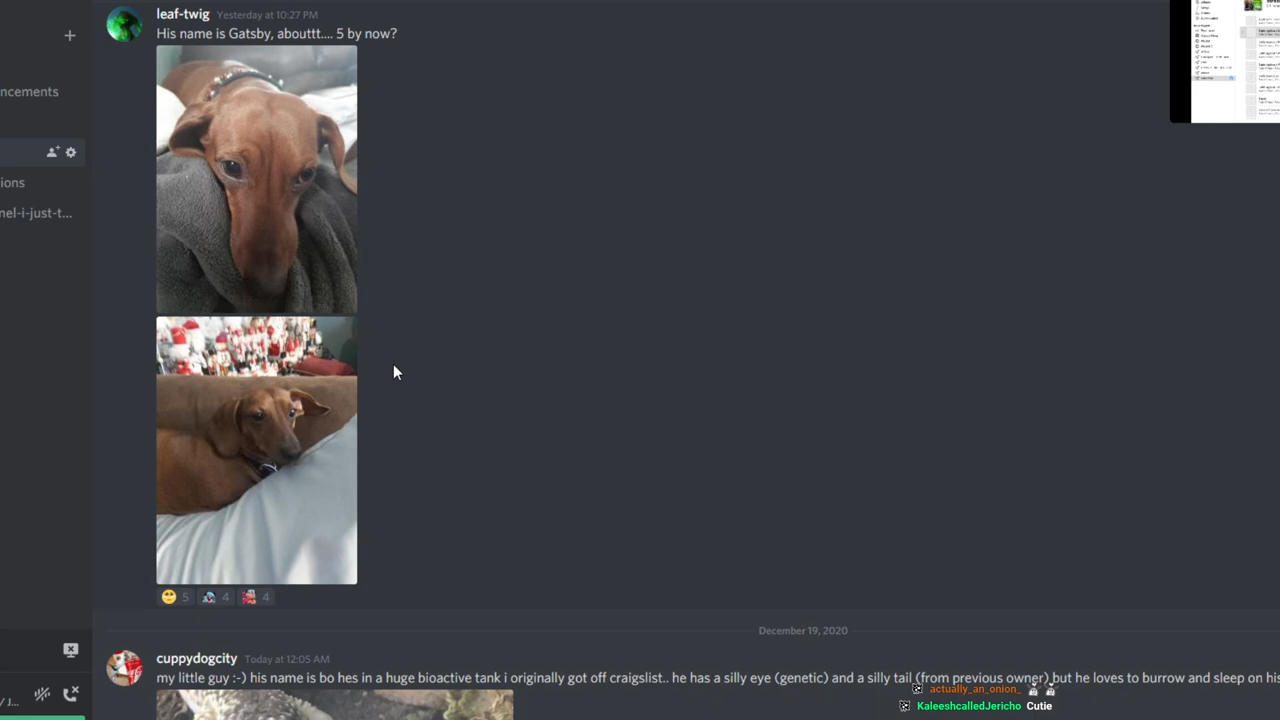 leaf-twig Yesterday at 10:27 PM
His name is Gatsby, abouttt.... 5 by now?
ncements
ions
nel-i-just-t...
5 4 4
December 19, 2020
cuppydogcity Today at 12:05 AM
my little guy :-) his name is bo hes in a huge bioactive tank i originally got off craigslist.. he has a silly eye (genetic) and a silly tail (from previous owner) but he loves to burrow and sleep on his
actually_an_onion_
/ J...
KaleeshcalledJericho Cutie